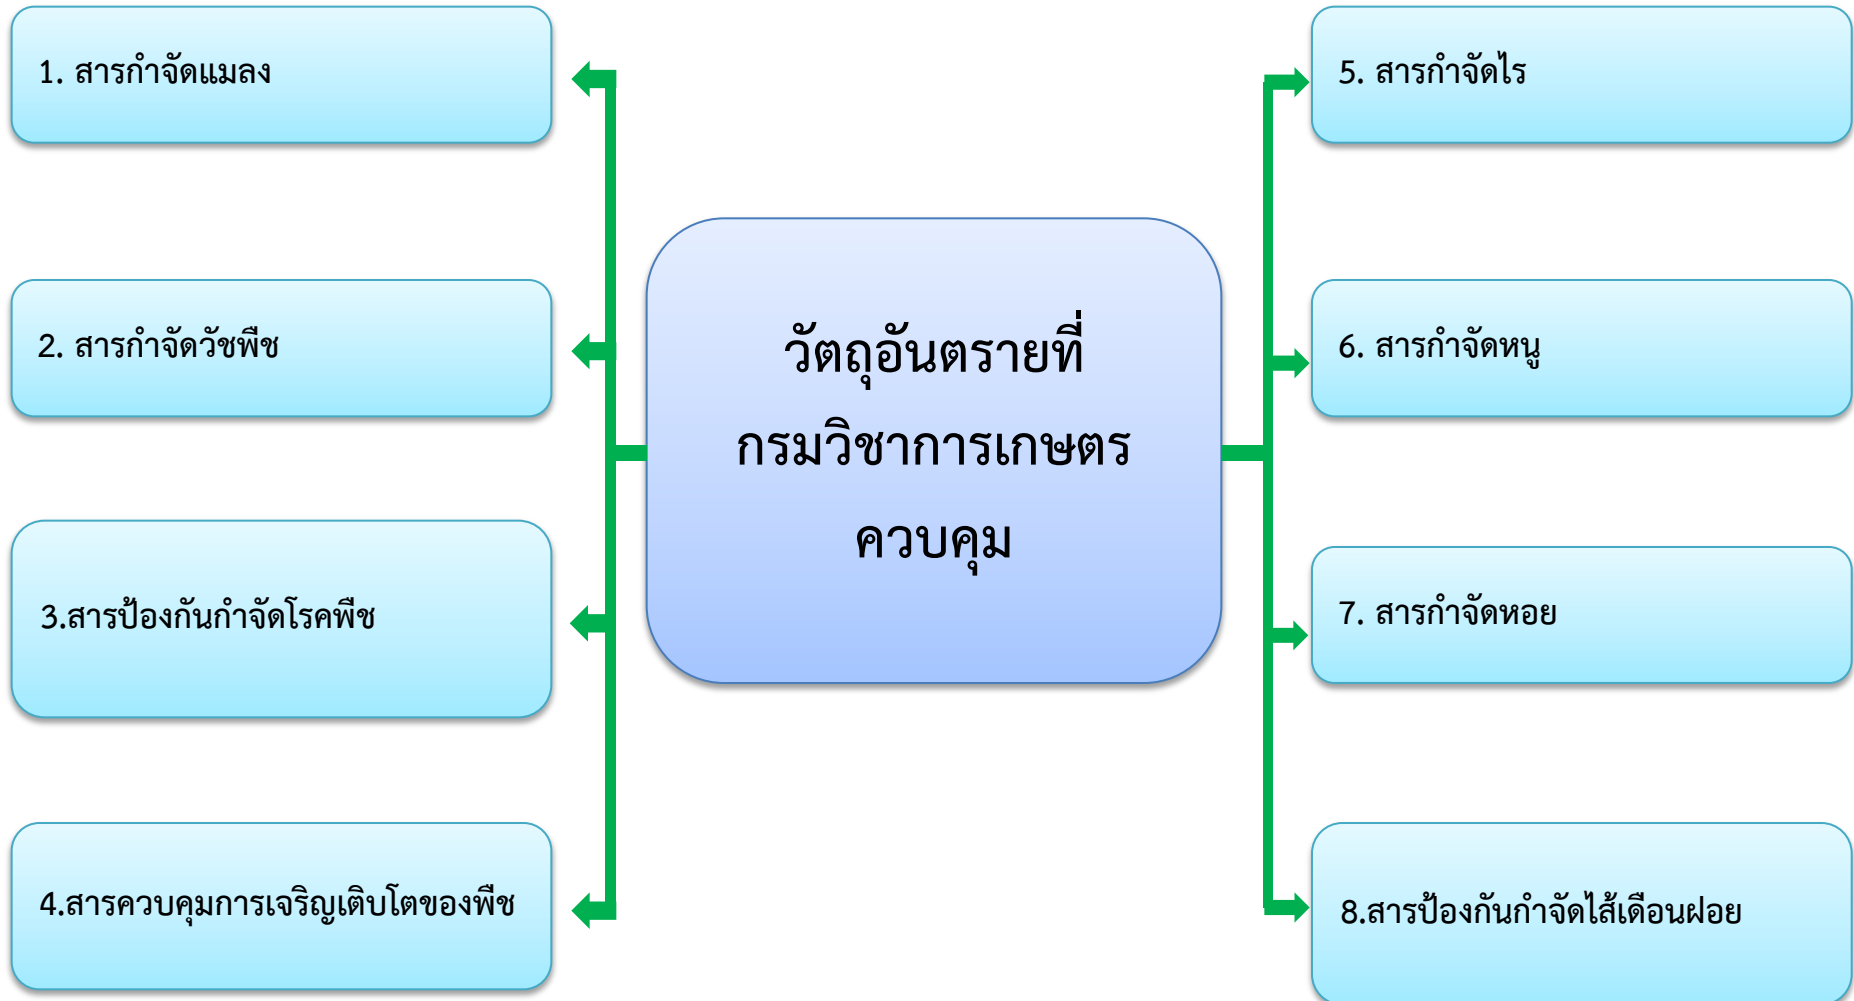 1. สารกำจัดแมลง
2. สารกำจัดวัชพืช
3.สารป้องกันกำจัดโรคพืช
4.สารควบคุมการเจริญเติบโตของพืช
วัตถุอันตรายที่
กรมวิชาการเกษตร
ควบคุม
5. สารกำจัดไร
6. สารกำจัดหนู
7. สารกำจัดหอย
8.สารป้องกันกำจัดไส้เดือนฝอย